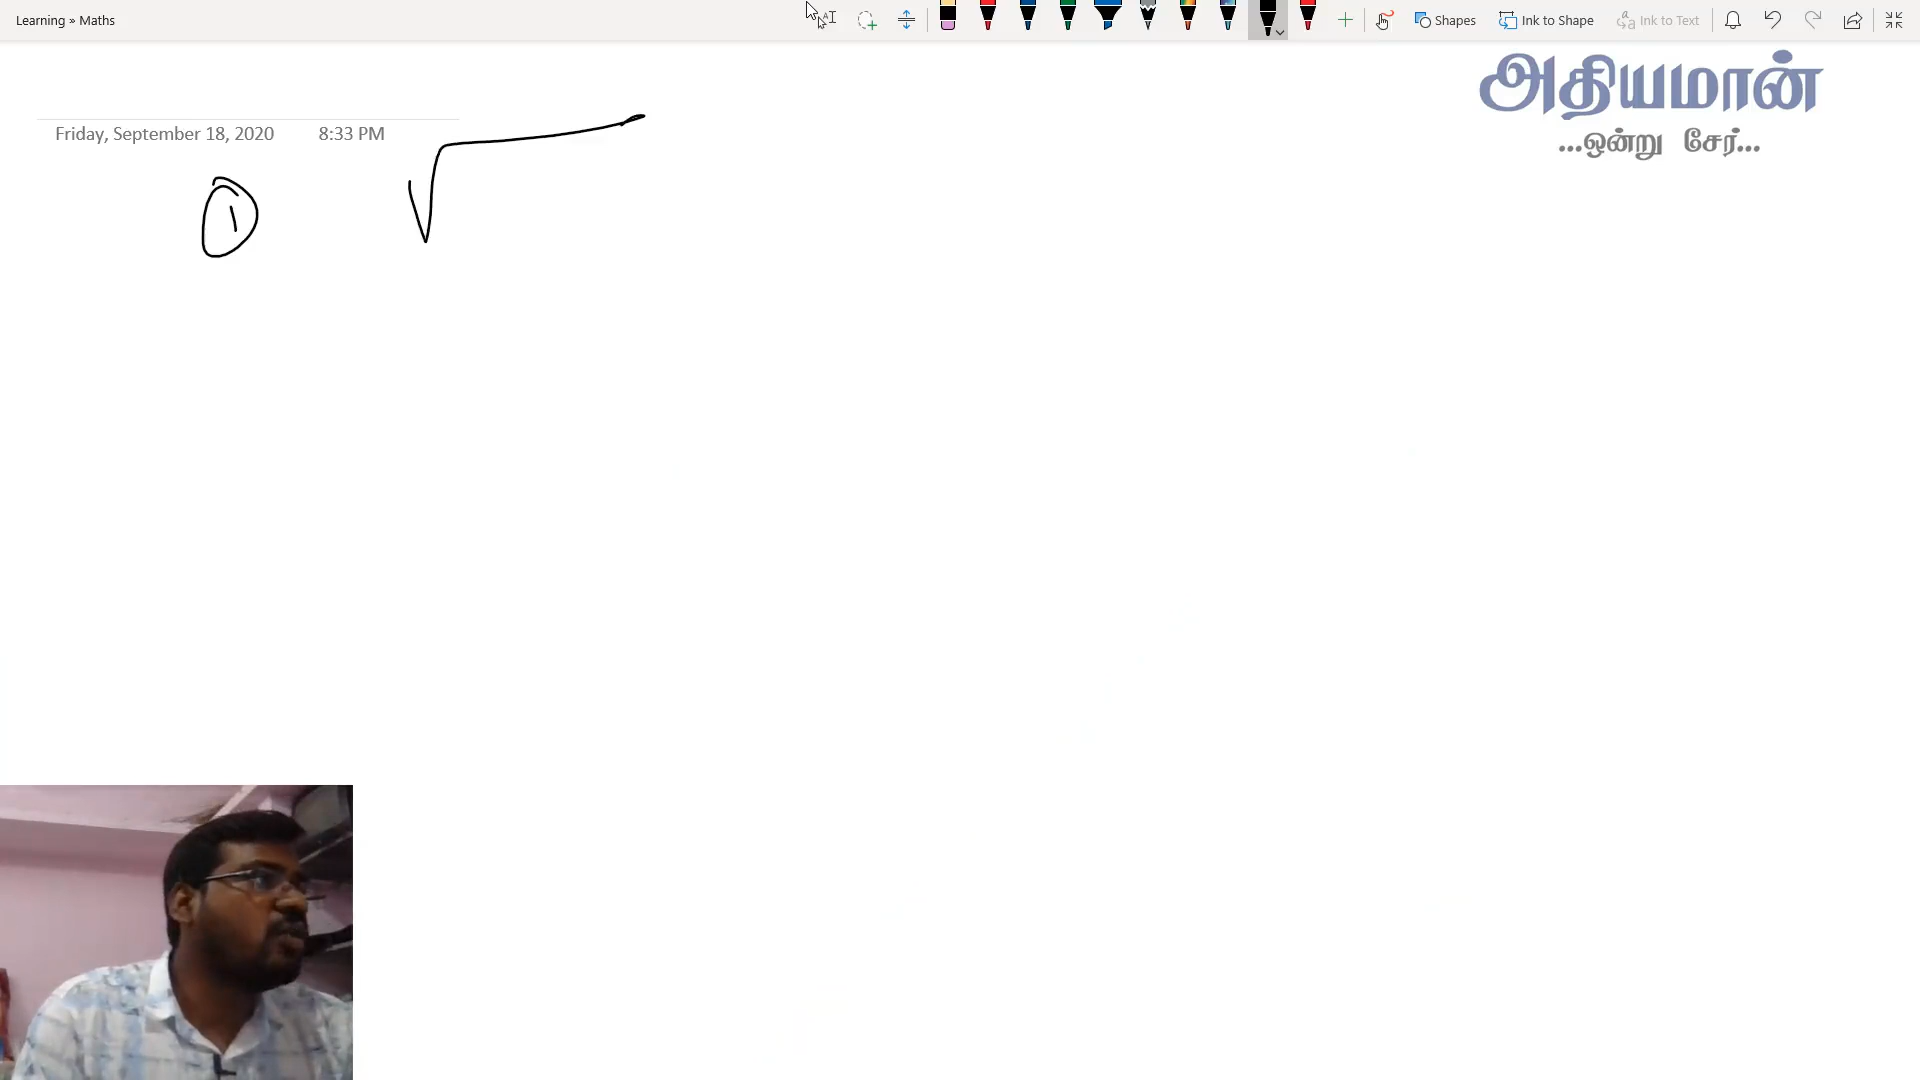 Learning » Maths
Shapes
Ink to Shape
Ink to Text
அதியமான்
...ஒன்று சேர்...
Friday, September 18, 2020 8:33 PM
① √